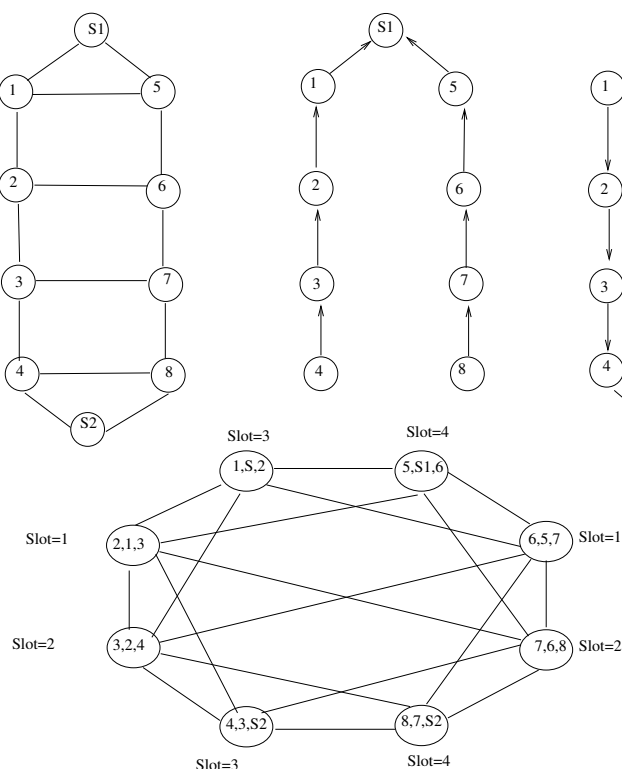 S1 S1
1 5 1 5 1
2 6 2 6 2
3 7 3 7 3
4 8 4 8 4
S2
Slot=3 Slot=4
1,S,2 5,S1,6
Slot=1 2,1,3 6,5,7 Slot=1
Slot=2 3,2,4 7,6,8 Slot=2
4,3,S2 8,7,S2
Slot=3 Slot=4